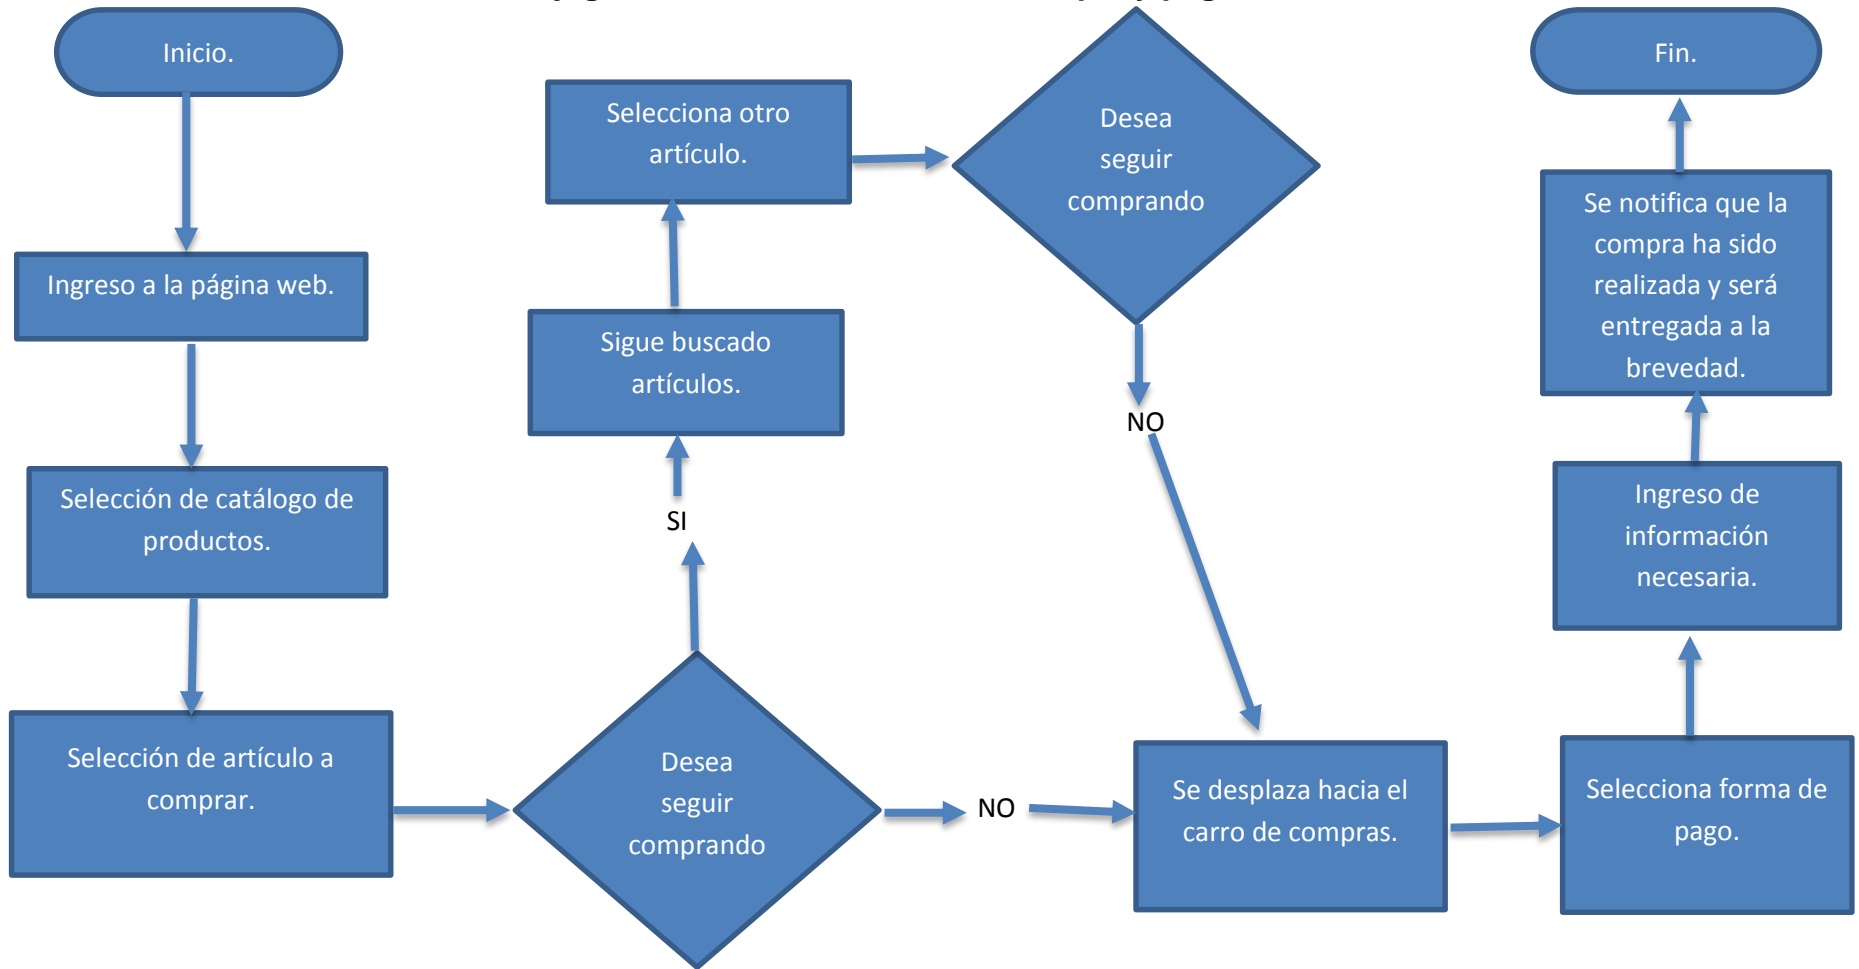 Inicio.
Ingreso a la página web.
Selección de catálogo de
productos.
Selección de artículo a
comprar.
Desea
seguir
comprando
SI
Sigue buscado
artículos.
Selecciona otro
artículo.
Desea
seguir
comprando
NO
NO
Se desplaza hacia el
carro de compras.
Selecciona forma de
pago.
Ingreso de
información
necesaria.
Se notifica que la
compra ha sido
realizada y será
entregada a la
brevedad.
Fin.